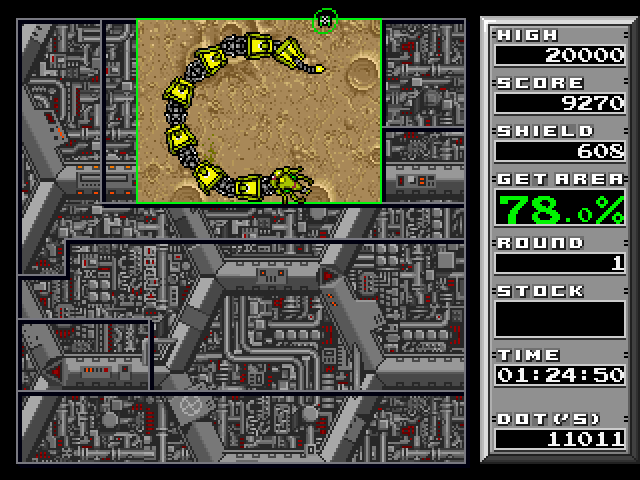 HIGH
20000
SCORE
9270
SHIELD
608
GET AREA
78.0%
ROUND
1
STOCK
TIME
01:24:50
DOT('S)
11011